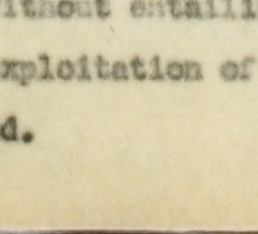 ithout entaili
xploitation of
d.